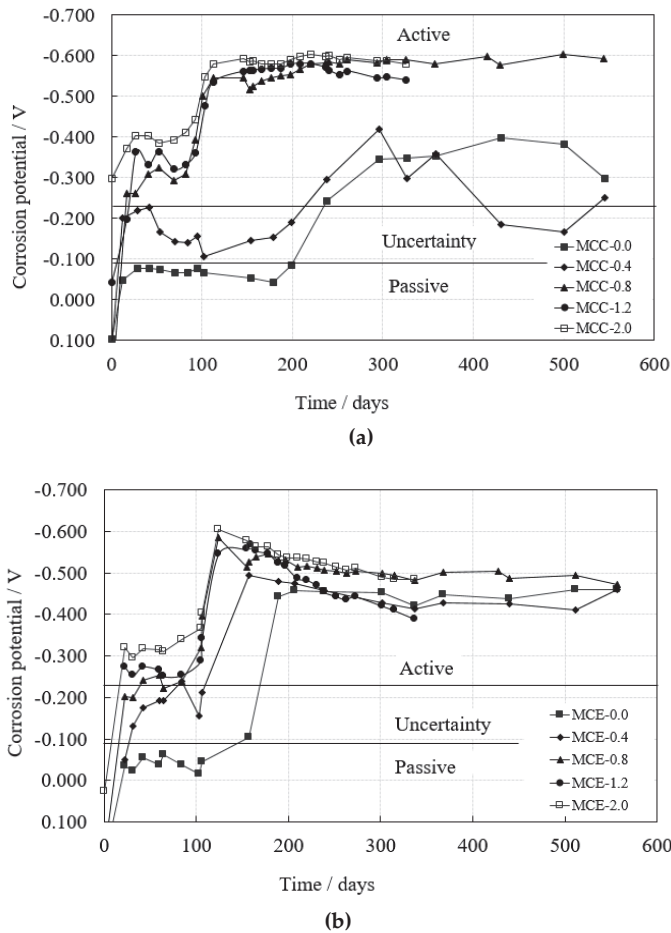 (a)
-0.700
-0.600
-0.500
-0.400
-0.300
-0.200
-0.100
0.000
0.100
Corrosion potential / V
Active
Uncertainty
Passive
MCC-0.0
MCC-0.4
MCC-0.8
MCC-1.2
MCC-2.0
0 100 200 300 400 500 600
Time / days
(a)
(b)
-0.700
-0.600
-0.500
-0.400
-0.300
-0.200
-0.100
0.000
0.100
Corrosion potential / V
Active
Uncertainty
Passive
MCE-0.0
MCE-0.4
MCE-0.8
MCE-1.2
MCE-2.0
0 100 200 300 400 500 600
Time / days
(b)